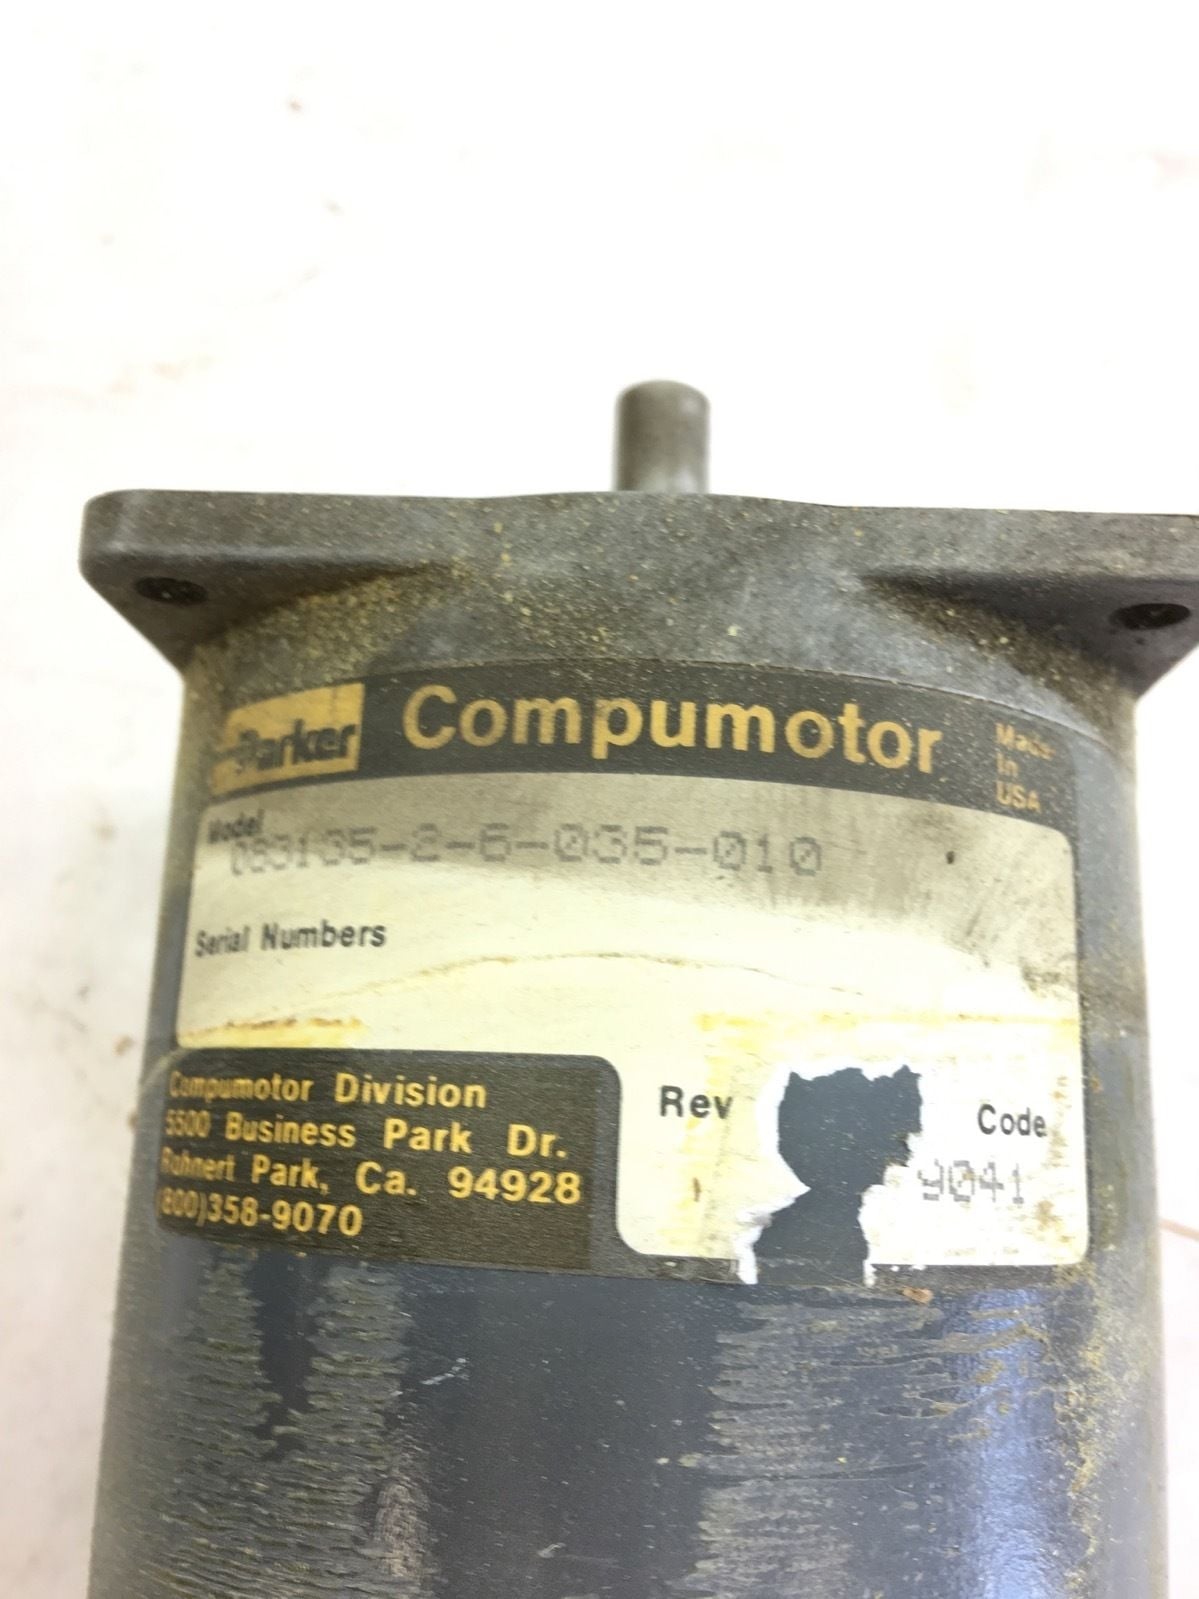 Parker Compumotor
Made
In
USA
Model
083135-2-6-035-010
Serial Numbers
Compumotor Division
5500 Business Park Dr.
Rohnert Park, Ca. 94928
(800)358-9070
Rev
Code
9041